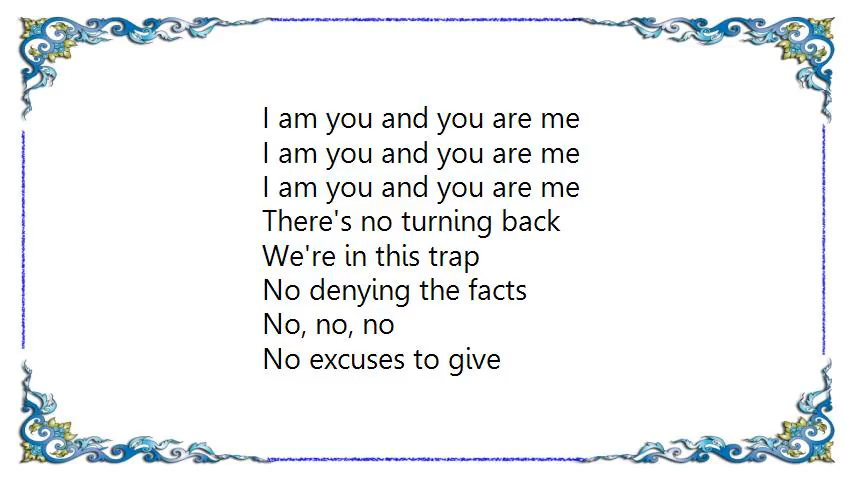 I am you and you are me
I am you and you are me
I am you and you are me
There's no turning back
We're in this trap
No denying the facts
No, no, no
No excuses to give